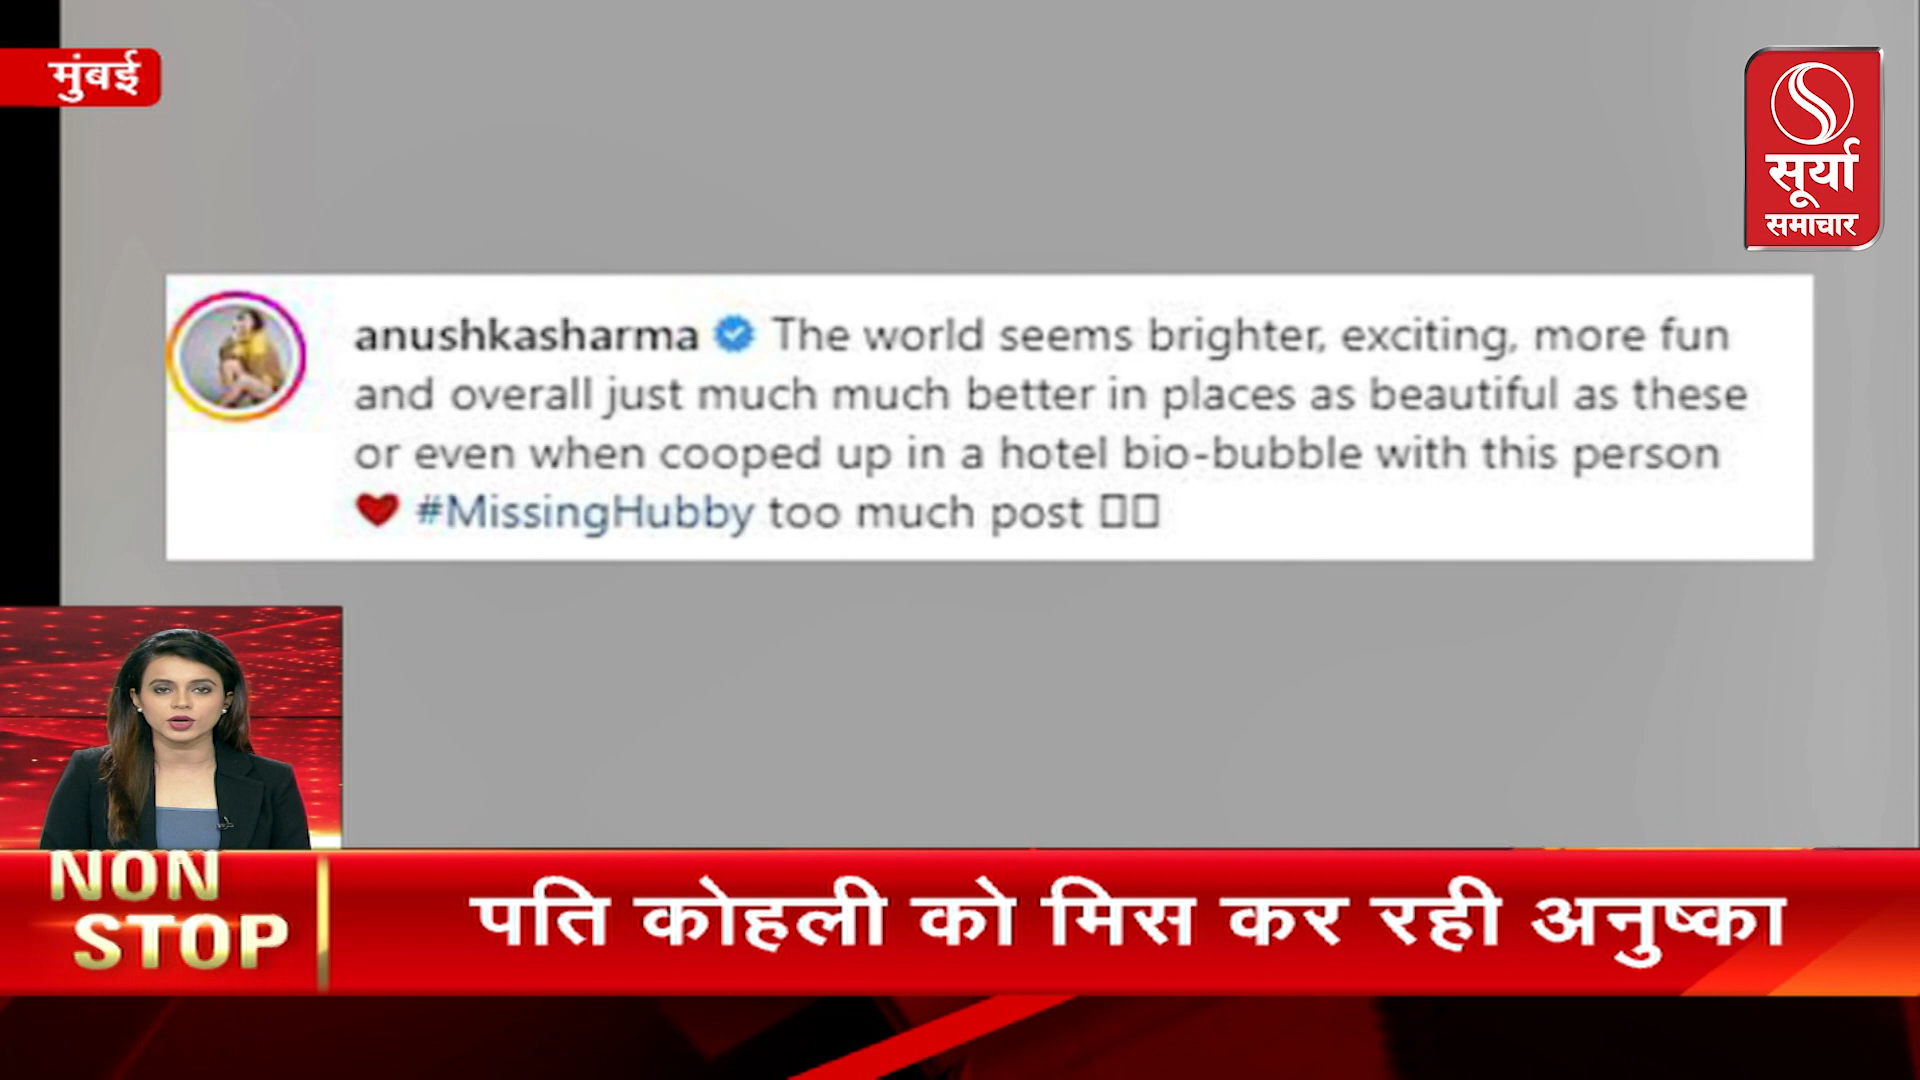 मुंबई
सूर्या
समाचार
anushkasharma The world seems brighter, exciting, more fun
and overall just much much better in places as beautiful as these
or even when cooped up in a hotel bio-bubble with this person
❤ #MissingHubby too much post □□
NON
STOP
पति कोहली को मिस कर रही अनुष्का